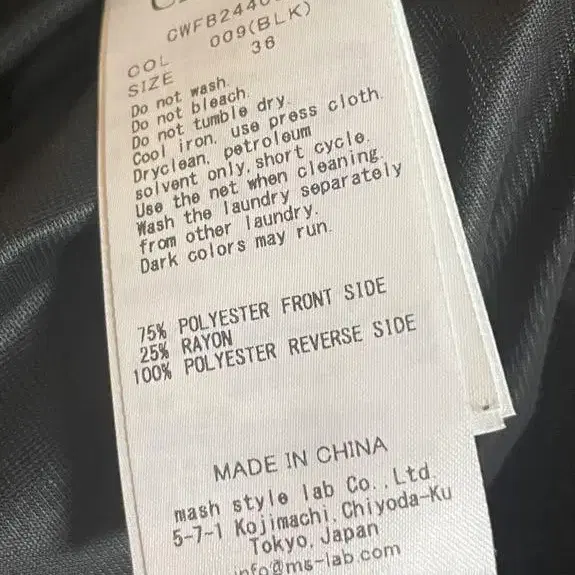 CWFB244
COL 009(BLK)
SIZE 36
Do not wash.
Do not bleach.
Do not tumble dry.
Cool iron, use press cloth.
Dryclean, petroleum
solvent only, short cycle.
Use the net when cleaning.
Wash the laundry separately
from other laundry.
Dark colors may run.
75% POLYESTER FRONT SIDE
25% RAYON
100% POLYESTER REVERSE SIDE
MADE IN CHINA
mash style lab Co.,Ltd.
5-7-1 Kojimachi, Chiyoda-Ku
Tokyo, Japan
info@ms-lab.com